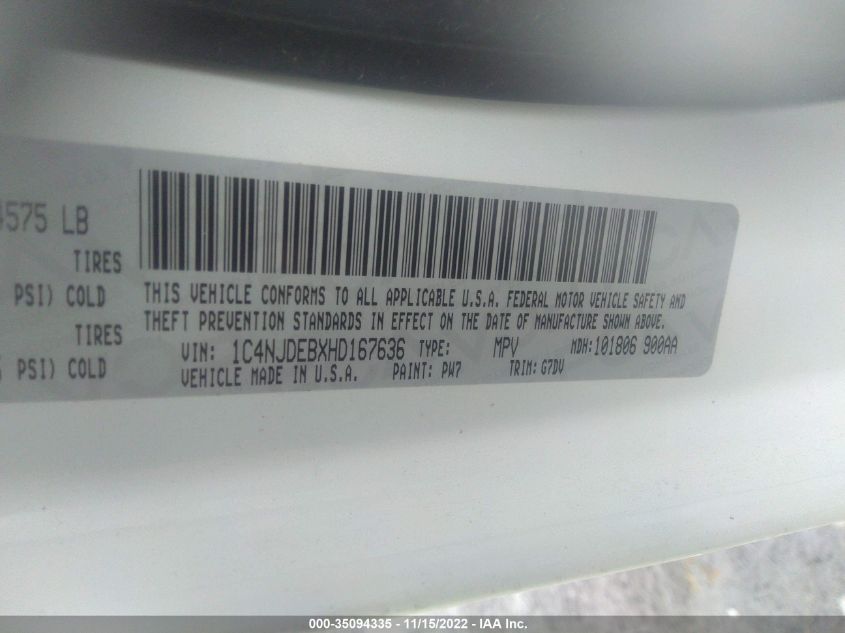 4575 LB
TIRES
PSI) COLD
TIRES
PSI) COLD
THIS VEHICLE CONFORMS TO ALL APPLICABLE U.S.A. FEDERAL MOTOR VEHICLE SAFETY AND
THEFT PREVENTION STANDARDS IN EFFECT ON THE DATE OF MANUFACTURE SHOWN ABOVE.
VIN: 1C4NJDEBXHD167636 TYPE: MPV MDH: 101806 900AA
VEHICLE MADE IN U.S.A. PAINT: PW7 TRIM: G7DV
000-35094335 - 11/15/2022 - IAA Inc.